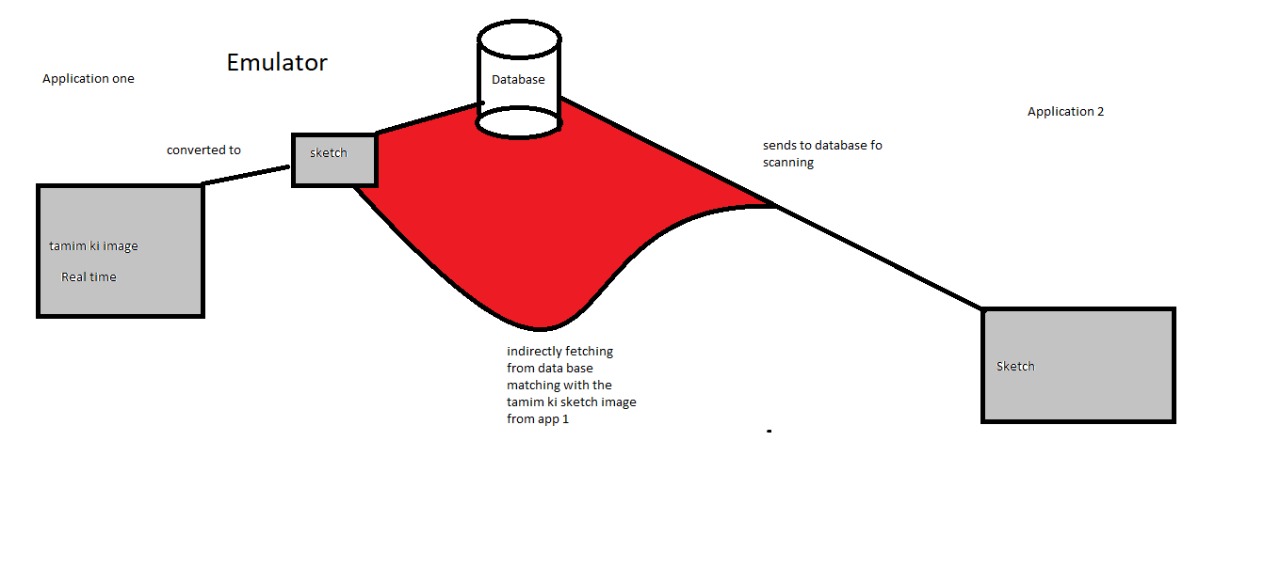 Emulator
Application one
Database
Application 2
converted to
sketch
sends to database fo
scanning
tamim ki image
Real time
indirectly fetching
from data base
matching with the
tamim ki sketch image
from app 1
Sketch